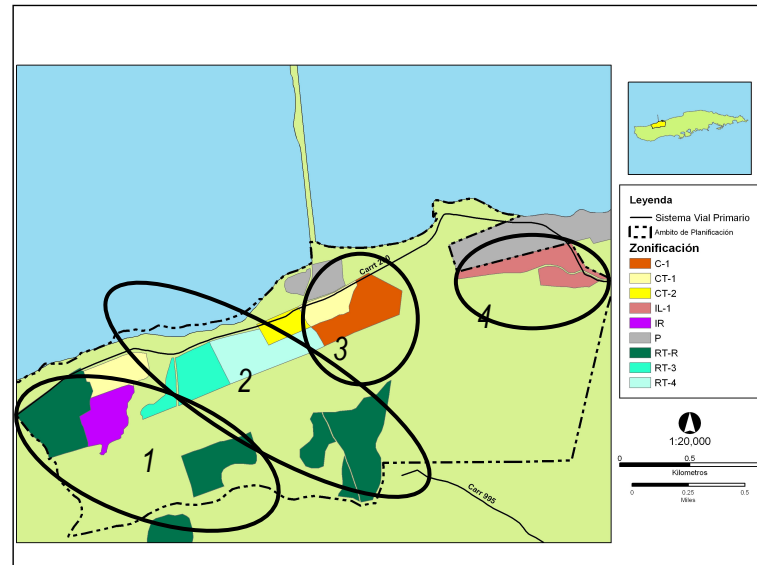 Carrt 200
1
2
3
4
Carr 995
Leyenda
Sistema Vial Primario
Ambito de Planificación
Zonificación
C-1
CT-1
CT-2
IL-1
IR
P
RT-R
RT-3
RT-4
1:20,000
0 0.5
Kilometros
0 0.25 0.5
Miles